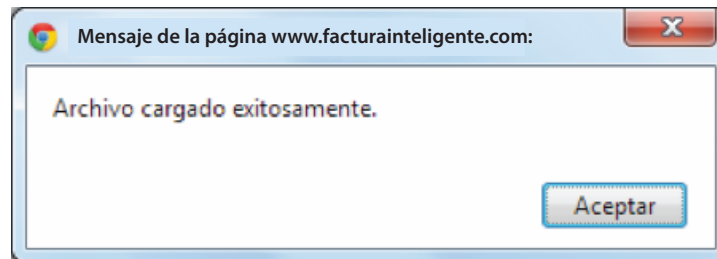 Mensaje de la página www.facturainteligente.com:
Archivo cargado exitosamente.
Aceptar